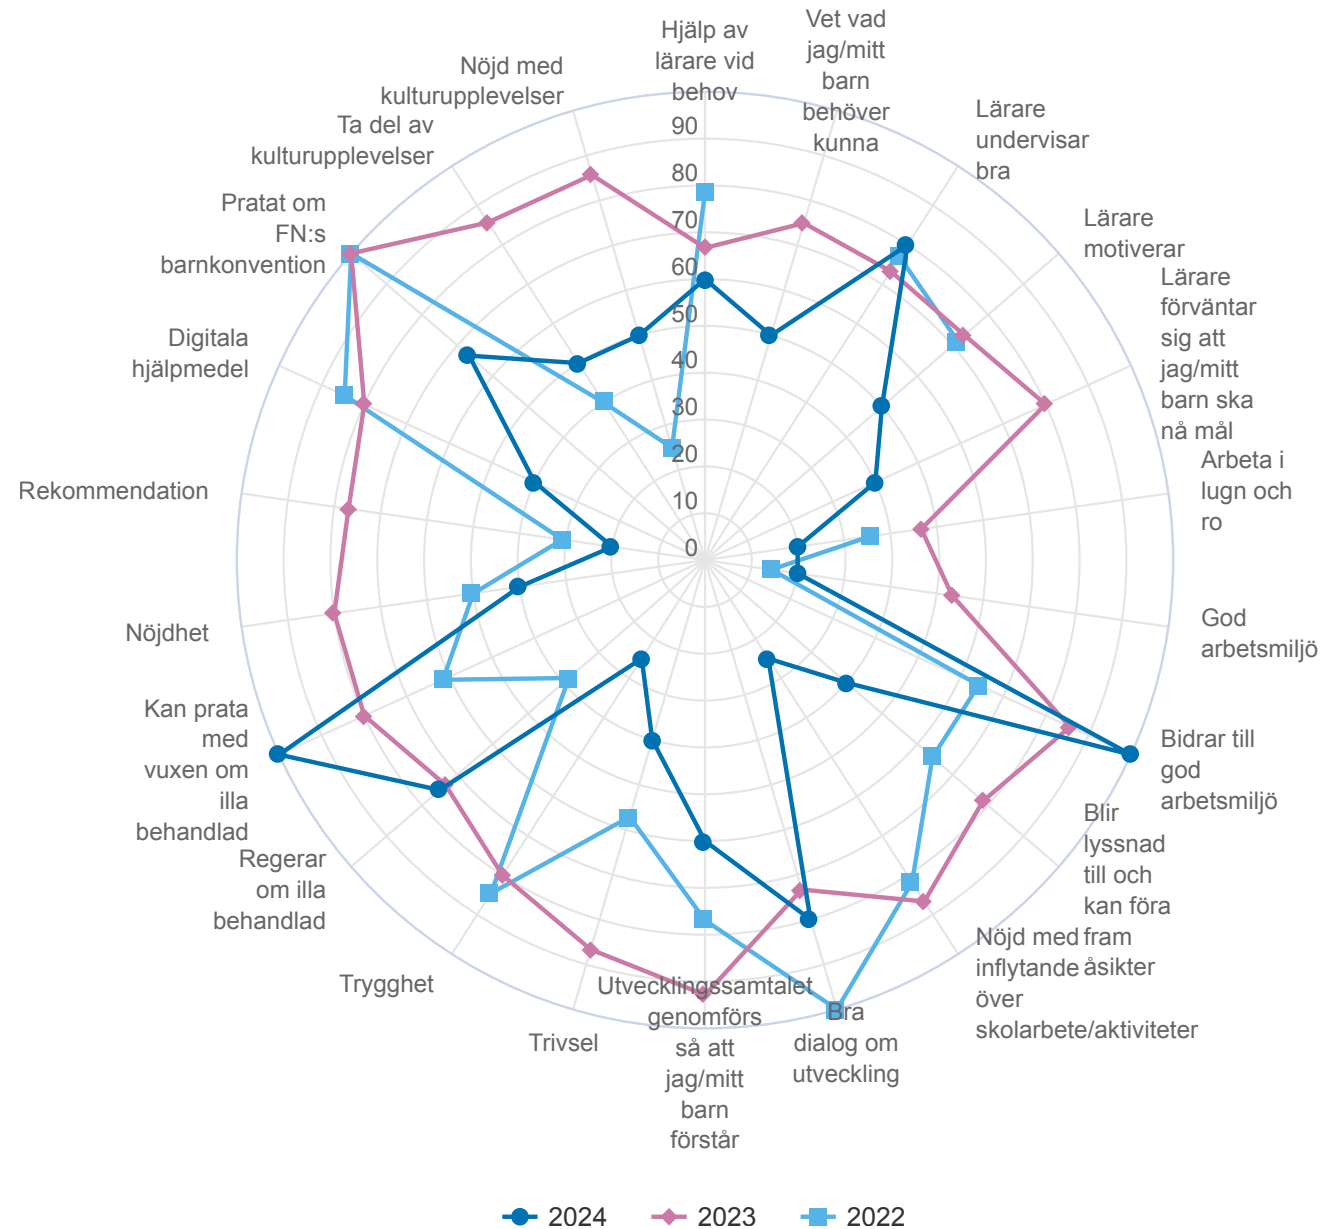 Hjälp av
lärare vid
behov
Vet vad
jag/mitt
barn
behöver
kunna
Lärare
undervisar
bra
Lärare
motiverar
Lärare
förväntar
sig att
jag/mitt
barn ska
nå mål
Arbeta i
lugn och
ro
God
arbetsmiljö
Bidrar till
god
arbetsmiljö
Blir
lyssnad
till och
kan föra
fram
åsikter
Nöjd med
inflytande
över
skolarbete/aktiviteter
Bra
dialog om
utveckling
Utvecklingssamtalet
genomförs
så att
jag/mitt
barn
förstår
Trivsel
Trygghet
Regerar
om illa
behandlad
Kan prata
med
vuxen om
illa
behandlad
Nöjdhet
Rekommendation
Digitala
hjälpmedel
Pratat om
FN:s
barnkonvention
Ta del av
kulturupplevelser
Nöjd med
kulturupplevelser
90
80
70
60
50
40
30
20
10
0
2024
2023
2022